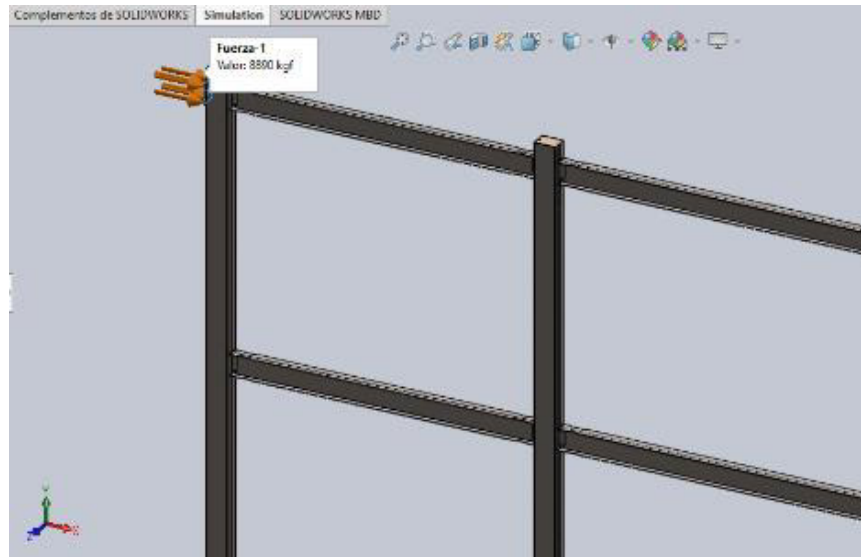 Complementos de SOLIDWORKS Simulation SOLIDWORKS MBD
Fuerza-1
Valor: 8890 kgf
Y
X
Z